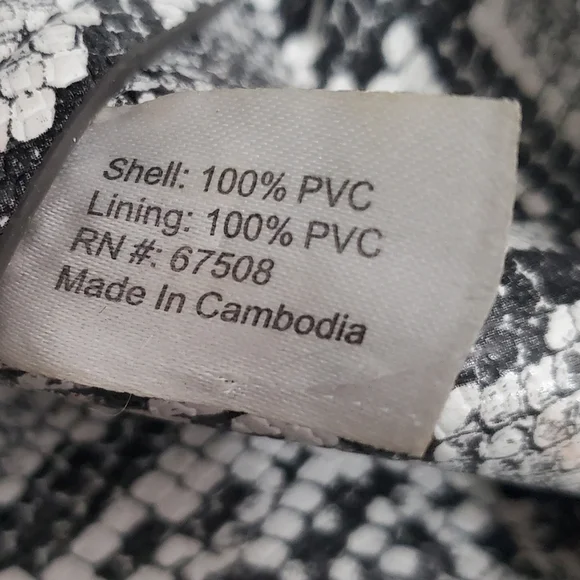 Shell: 100% PVC
Lining: 100% PVC
RN #: 67508
Made In Cambodia